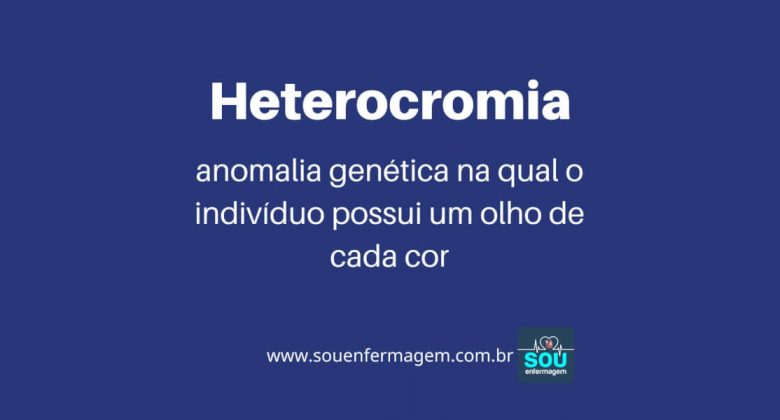 Heterocromia
anomalia genética na qual o
indivíduo possui um olho de
cada cor
www.souenfermagem.com.br
SOU
enfermagem